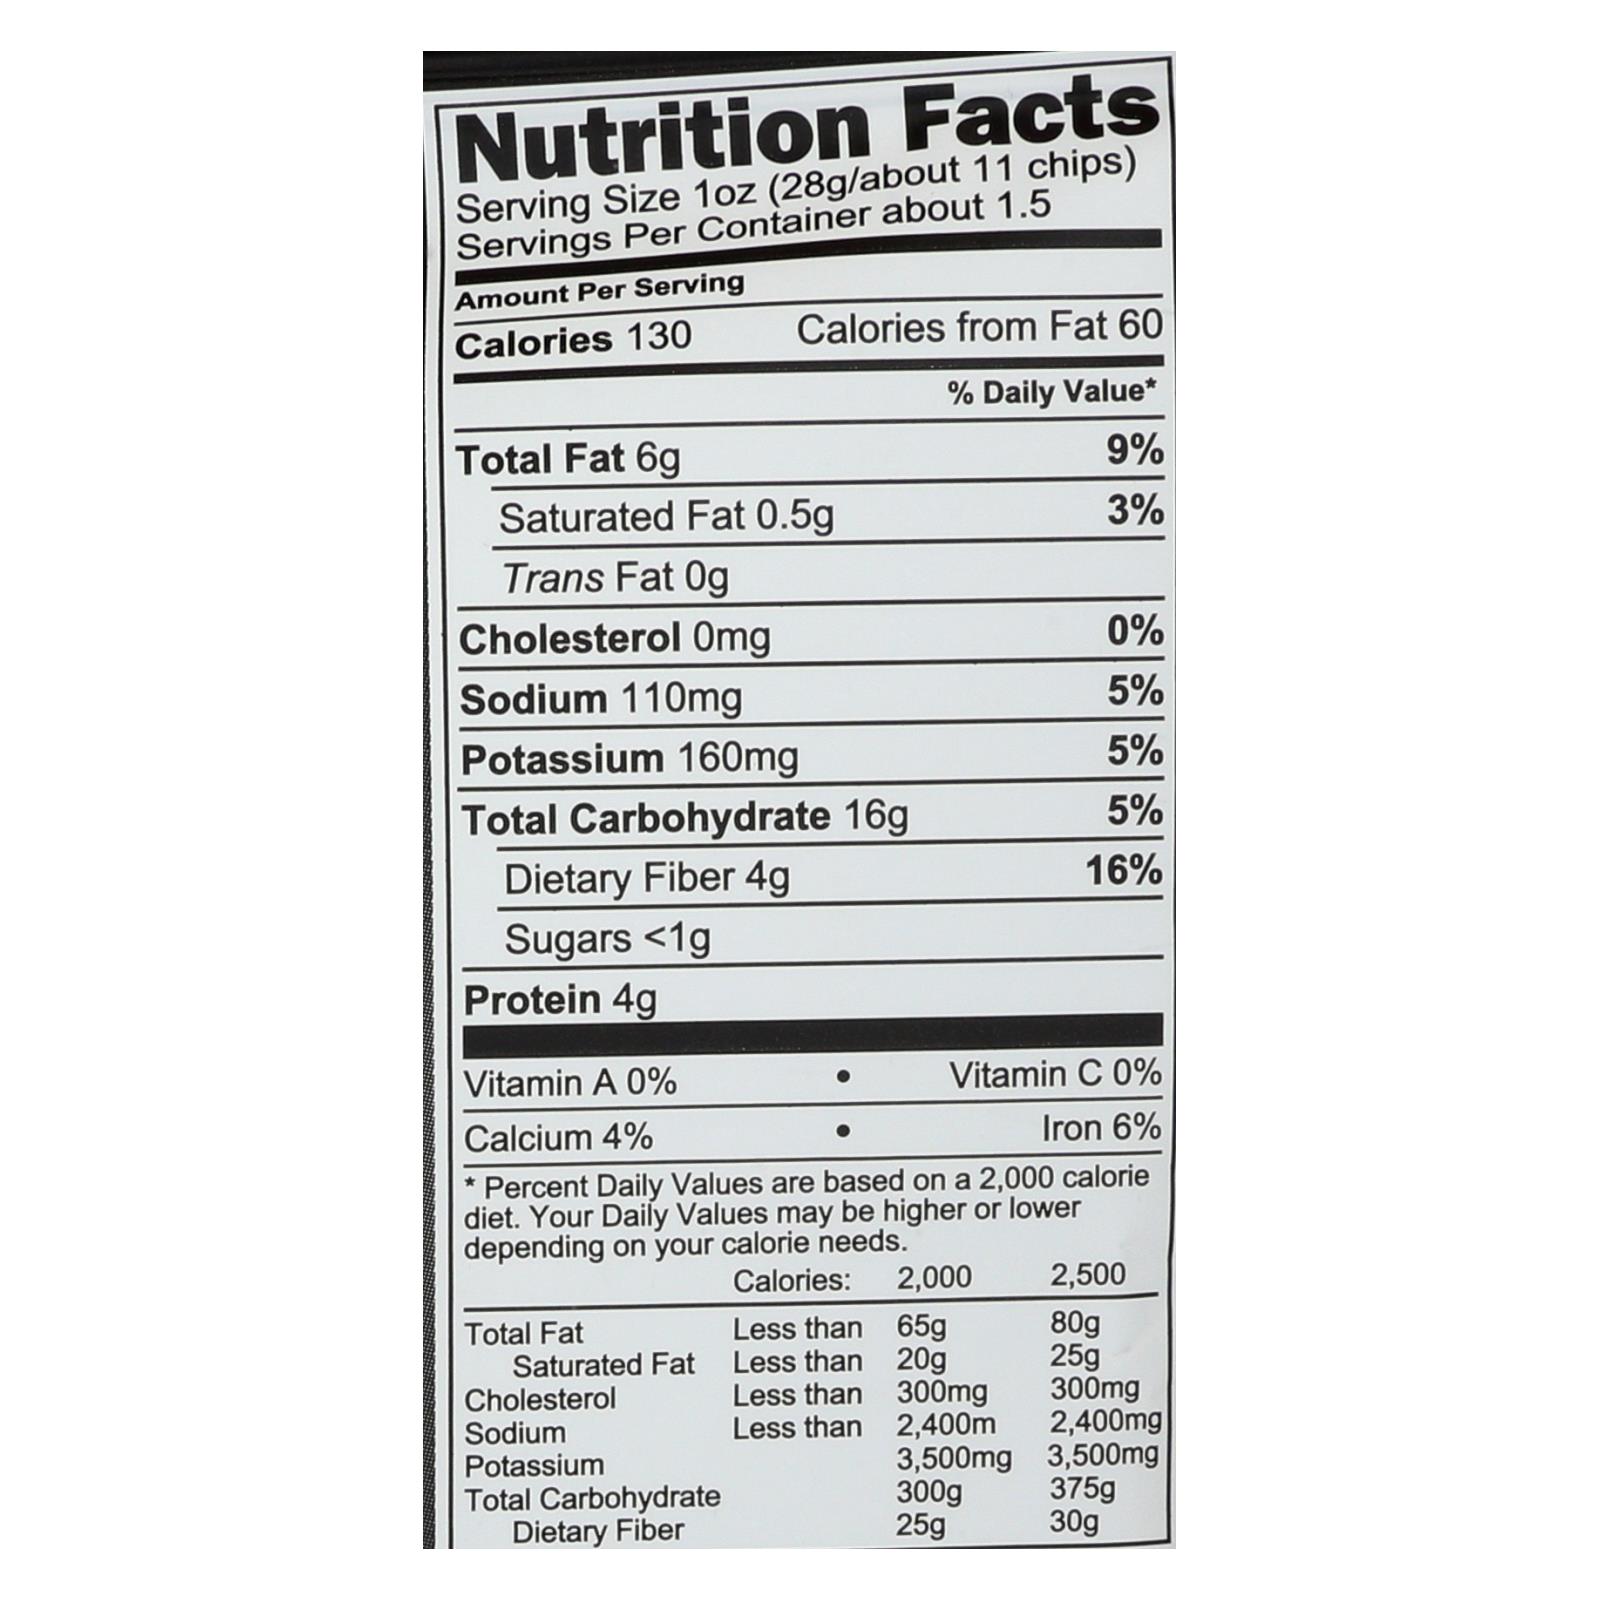 Nutrition Facts
Serving Size 1oz (28g/about 11 chips)
Servings Per Container about 1.5
Amount Per Serving
Calories 130 Calories from Fat 60
% Daily Value*
Total Fat 6g 9%
Saturated Fat 0.5g 3%
Trans Fat 0g
Cholesterol 0mg 0%
Sodium 110mg 5%
Potassium 160mg 5%
Total Carbohydrate 16g 5%
Dietary Fiber 4g 16%
Sugars <1g
Protein 4g
Vitamin A 0% • Vitamin C 0%
Calcium 4% • Iron 6%
* Percent Daily Values are based on a 2,000 calorie
diet. Your Daily Values may be higher or lower
depending on your calorie needs.
Calories: 2,000 2,500
Total Fat Less than 65g 80g
Saturated Fat Less than 20g 25g
Cholesterol Less than 300mg 300mg
Sodium Less than 2,400m 2,400mg
Potassium 3,500mg 3,500mg
Total Carbohydrate 300g 375g
Dietary Fiber 25g 30g